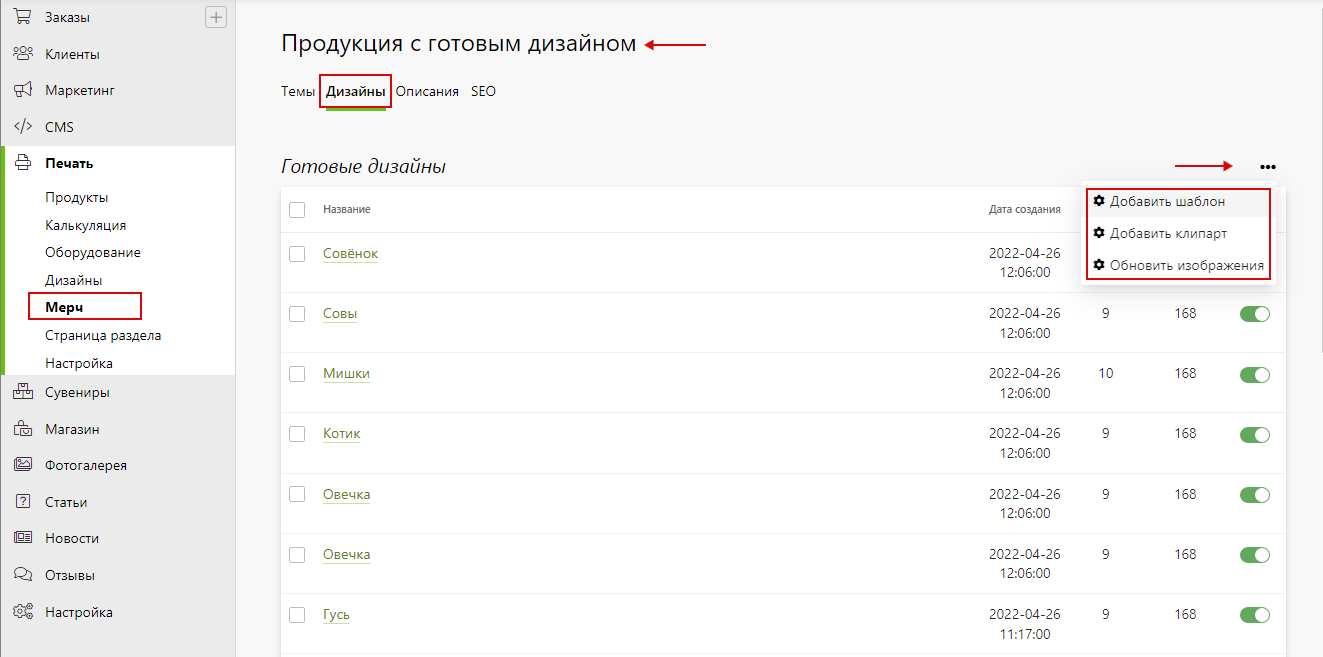 Заказы
Клиенты
Маркетинг
CMS
Печать
Продукты
Калькуляция
Оборудование
Дизайны
Мерч
Страница раздела
Настройка
Сувениры
Магазин
Фотогалерея
Статьи
Новости
Отзывы
Настройка
Продукция с готовым дизайном
Темы Дизайны Описания SEO
Готовые дизайны
Название Дата создания
Добавить шаблон
Добавить клипарт
Обновить изображения
Совёнок 2022-04-26
12:06:00
Совы 2022-04-26 9 168
12:06:00
Мишки 2022-04-26 10 168
12:06:00
Котик 2022-04-26 9 168
12:06:00
Овечка 2022-04-26 9 168
12:06:00
Овечка 2022-04-26 9 168
12:06:00
Гусь 2022-04-26 9 168
11:17:00